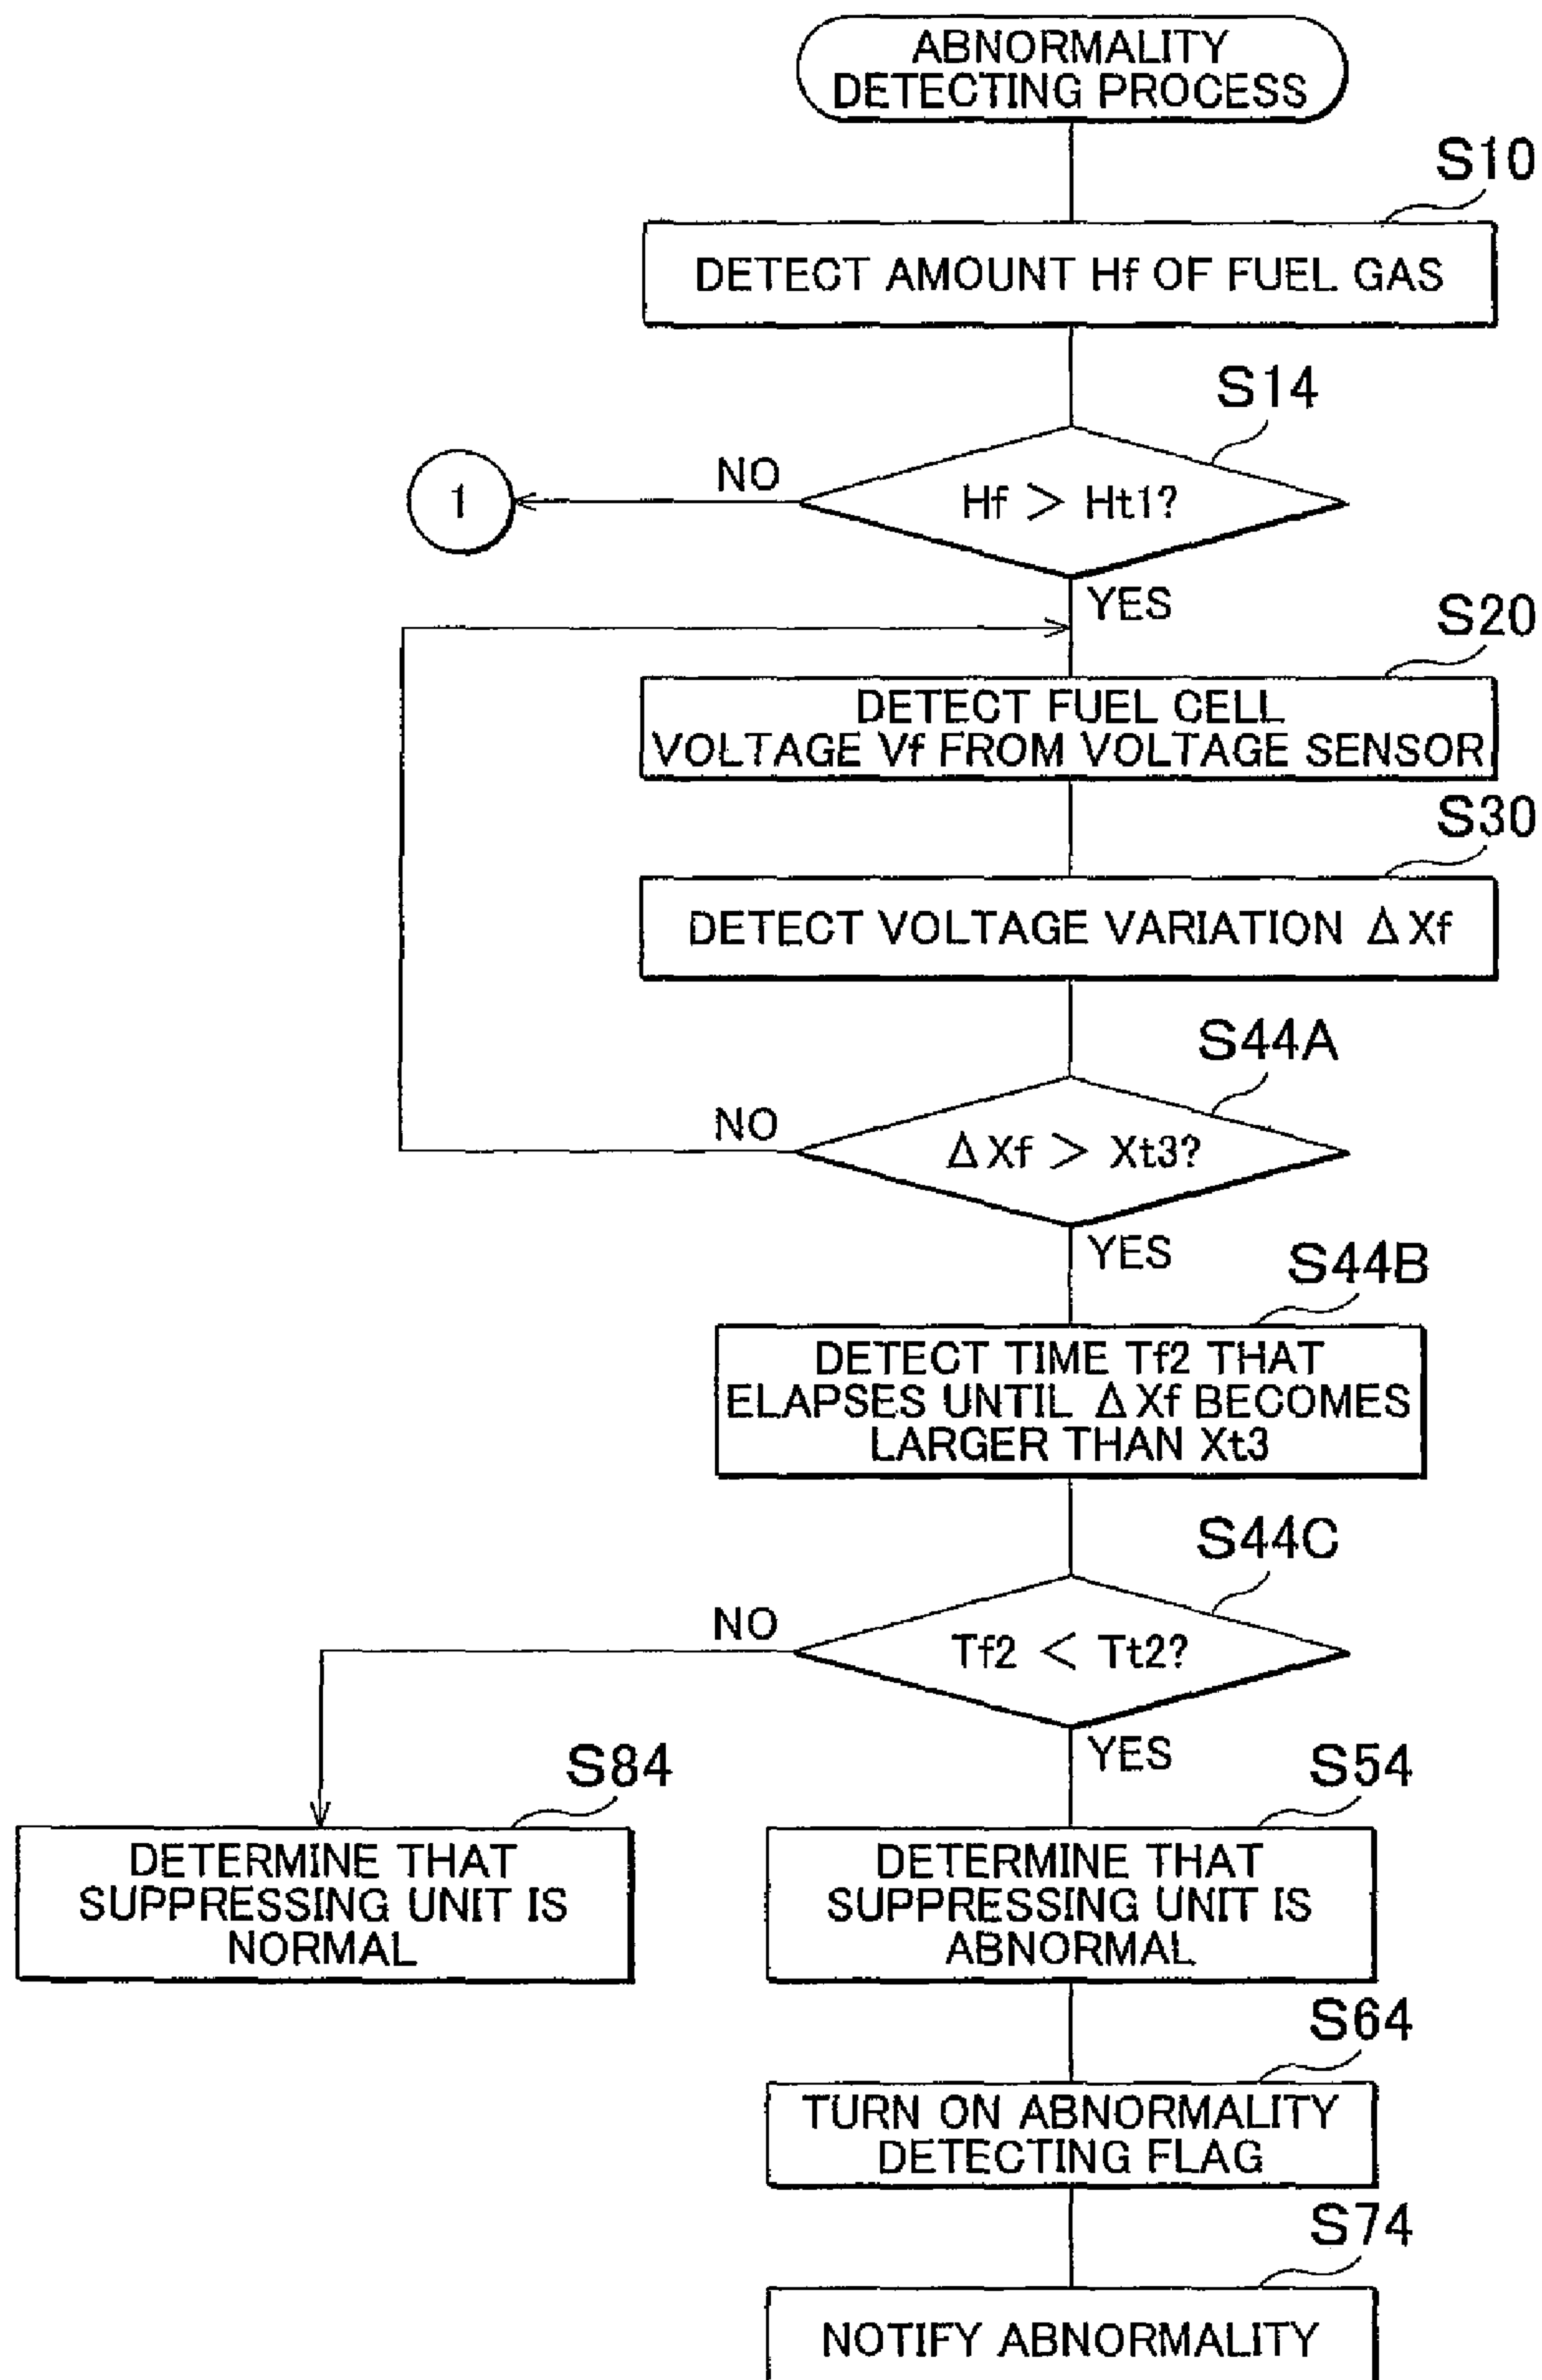 ABNORMALITY
DETECTING PROCESS
S10
DETECT AMOUNT Hf OF FUEL GAS
S14
Hf > Ht1?
NO
1
YES
S20
DETECT FUEL CELL
VOLTAGE Vf FROM VOLTAGE SENSOR
S30
DETECT VOLTAGE VARIATION ΔXf
S44A
NO
ΔXf > Xt3?
YES
S44B
DETECT TIME Tf2 THAT
ELAPSES UNTIL ΔXf BECOMES
LARGER THAN Xt3
S44C
NO
Tf2 < Tt2?
YES
S84
DETERMINE THAT
SUPPRESSING UNIT IS
NORMAL
S54
DETERMINE THAT
SUPPRESSING UNIT IS
ABNORMAL
S64
TURN ON ABNORMALITY
DETECTING FLAG
S74
NOTIFY ABNORMALITY